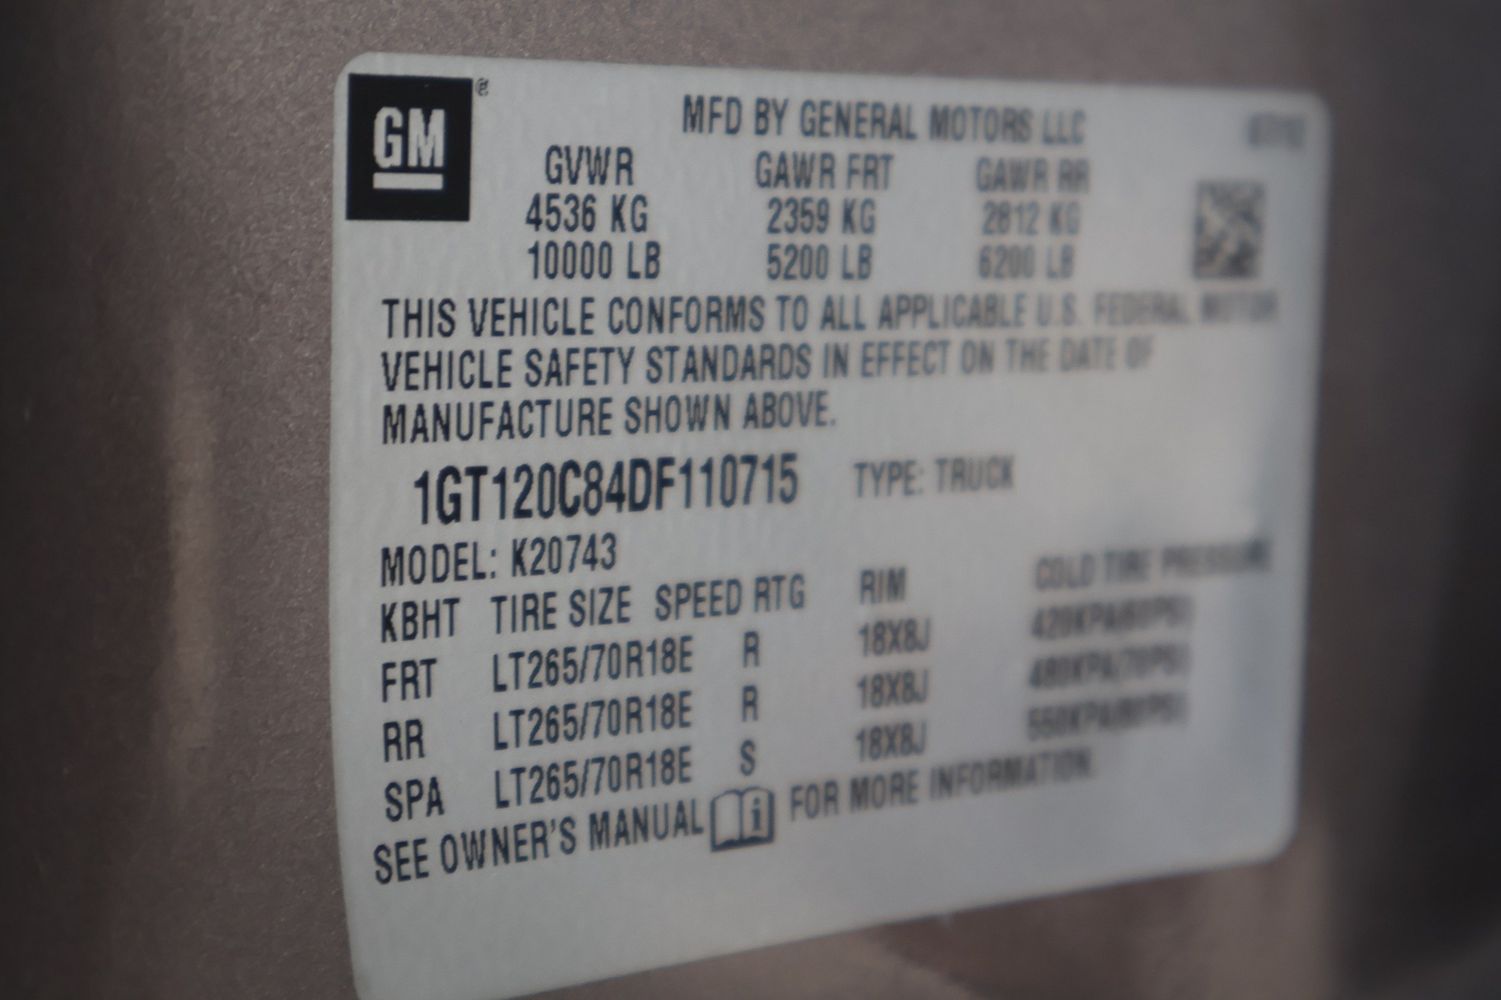 GM
MFD BY GENERAL MOTORS LLC
GVWR GAWR FRT GAWR RR
4536 KG 2359 KG 2812 KG
10000 LB 5200 LB 6200 LB
THIS VEHICLE CONFORMS TO ALL APPLICABLE U.S. FEDERAL MOTOR
VEHICLE SAFETY STANDARDS IN EFFECT ON THE DATE OF
MANUFACTURE SHOWN ABOVE.
1GT120C84DF110715 TYPE: TRUCK
MODEL: K20743
KBHT TIRE SIZE SPEED RTG RIM COLD TIRE PRESSURE
FRT LT265/70R18E R 18X8J
RR LT265/70R18E R 18X8J
SPA LT265/70R18E S 18X8J
SEE OWNER'S MANUAL FOR MORE INFORMATION.